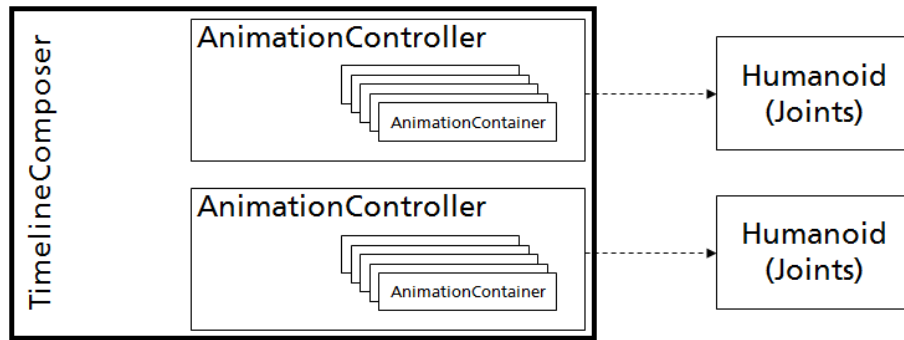 TimelineComposer
AnimationController
AnimationContainer
Humanoid
(Joints)
AnimationController
AnimationContainer
Humanoid
(Joints)